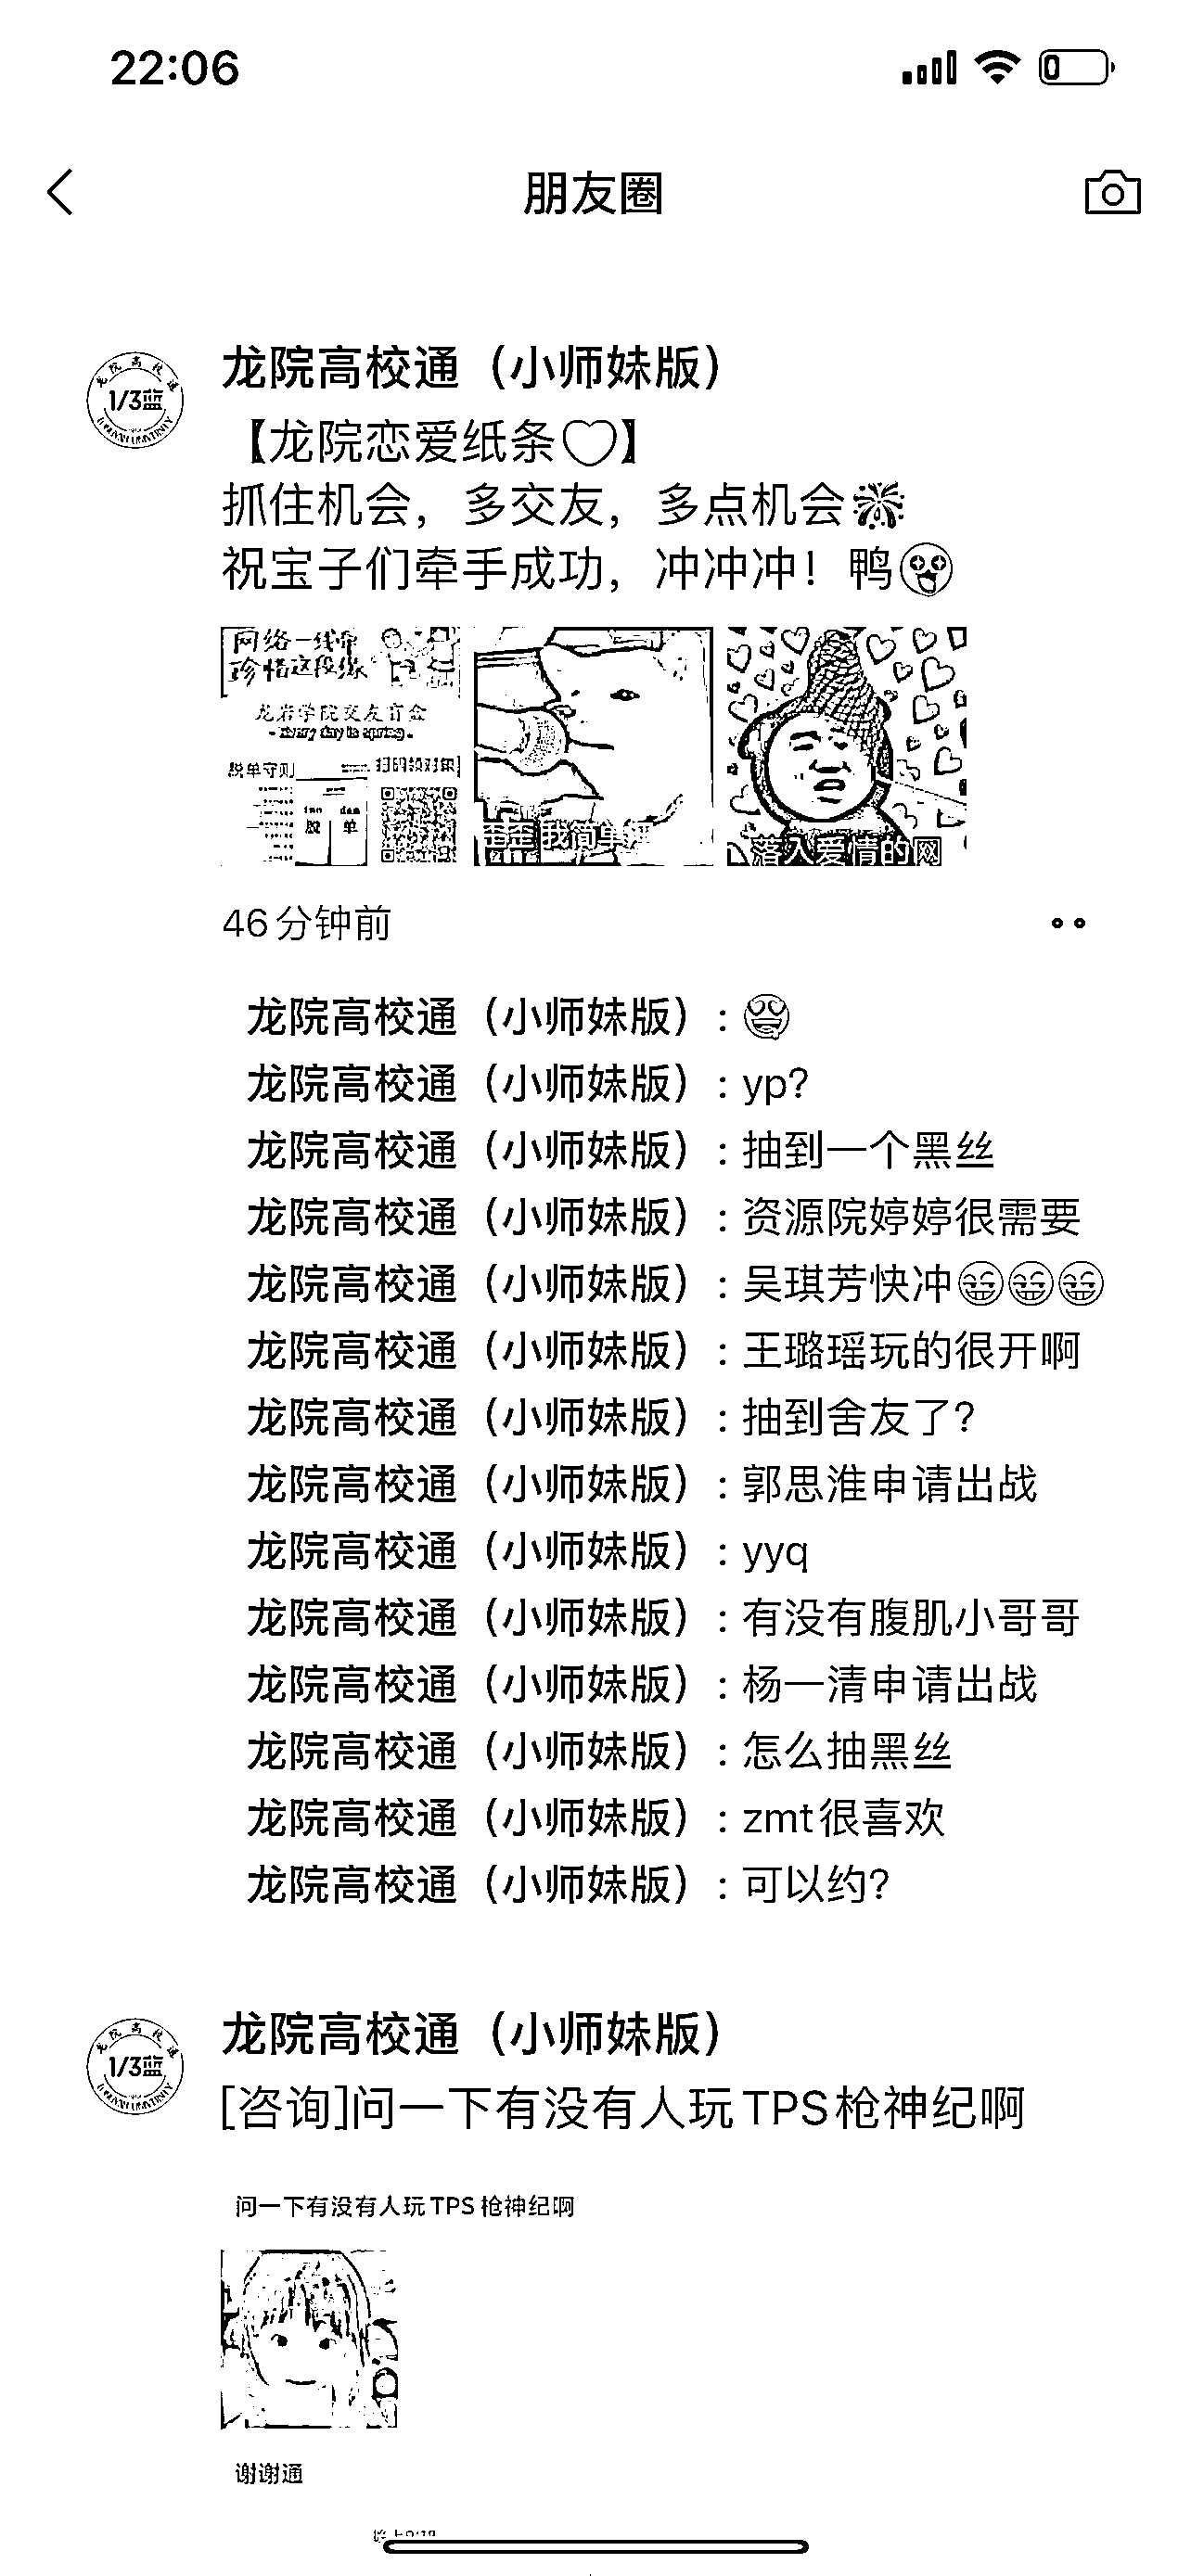 22:06
朋友圈
龙院高校通（小师妹版）
1/3蓝
【龙院恋爱纸条♡】
抓住机会，多交友，多点机会🎆
祝宝子们牵手成功，冲冲冲！鸭🤩
网络一线牵
珍惜这段缘
龙岩学院交友盲盒
脱单守则
扫码领对象
脱 单
落入爱情的网
46分钟前
龙院高校通（小师妹版）：🤤
龙院高校通（小师妹版）：yp?
龙院高校通（小师妹版）：抽到一个黑丝
龙院高校通（小师妹版）：资源院婷婷很需要
龙院高校通（小师妹版）：吴琪芳快冲😁😁😁
龙院高校通（小师妹版）：王璐瑶玩的很开啊
龙院高校通（小师妹版）：抽到舍友了？
龙院高校通（小师妹版）：郭思淮申请出战
龙院高校通（小师妹版）：yyq
龙院高校通（小师妹版）：有没有腹肌小哥哥
龙院高校通（小师妹版）：杨一清申请出战
龙院高校通（小师妹版）：怎么抽黑丝
龙院高校通（小师妹版）：zmt很喜欢
龙院高校通（小师妹版）：可以约？
龙院高校通（小师妹版）
1/3蓝
[咨询]问一下有没有人玩TPS枪神纪啊
问一下有没有人玩TPS枪神纪啊
谢谢通